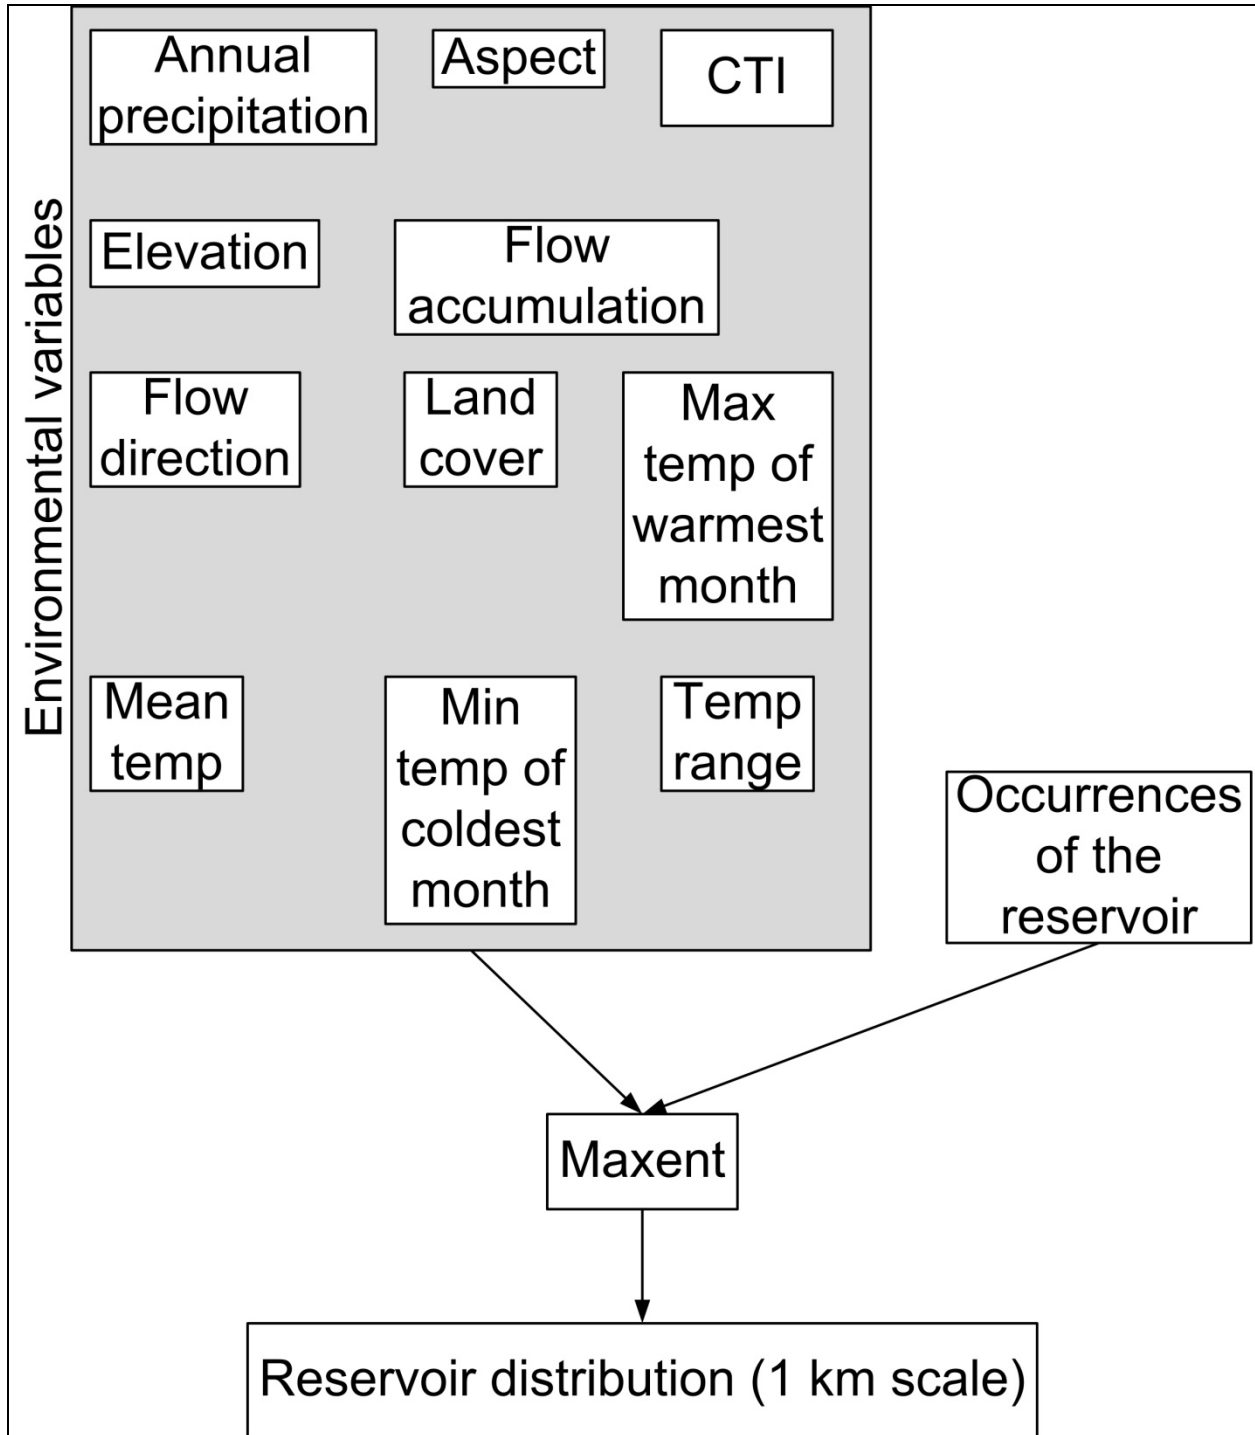 Environmental variables
Annual
precipitation
Aspect
CTI
Elevation
Flow
accumulation
Flow
direction
Land
cover
Max
temp of
warmest
month
Mean
temp
Min
temp of
coldest
month
Temp
range
Occurrences
of the
reservoir
Maxent
Reservoir distribution (1 km scale)